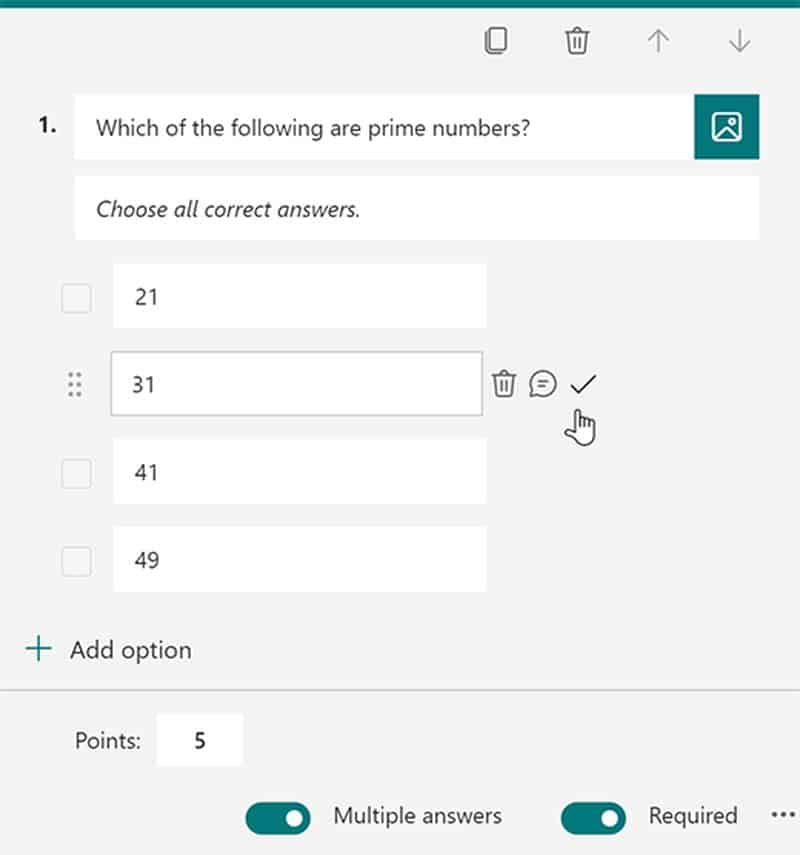 1. Which of the following are prime numbers?
Choose all correct answers.
21
31
41
49
Add option
Points: 5
Multiple answers Required